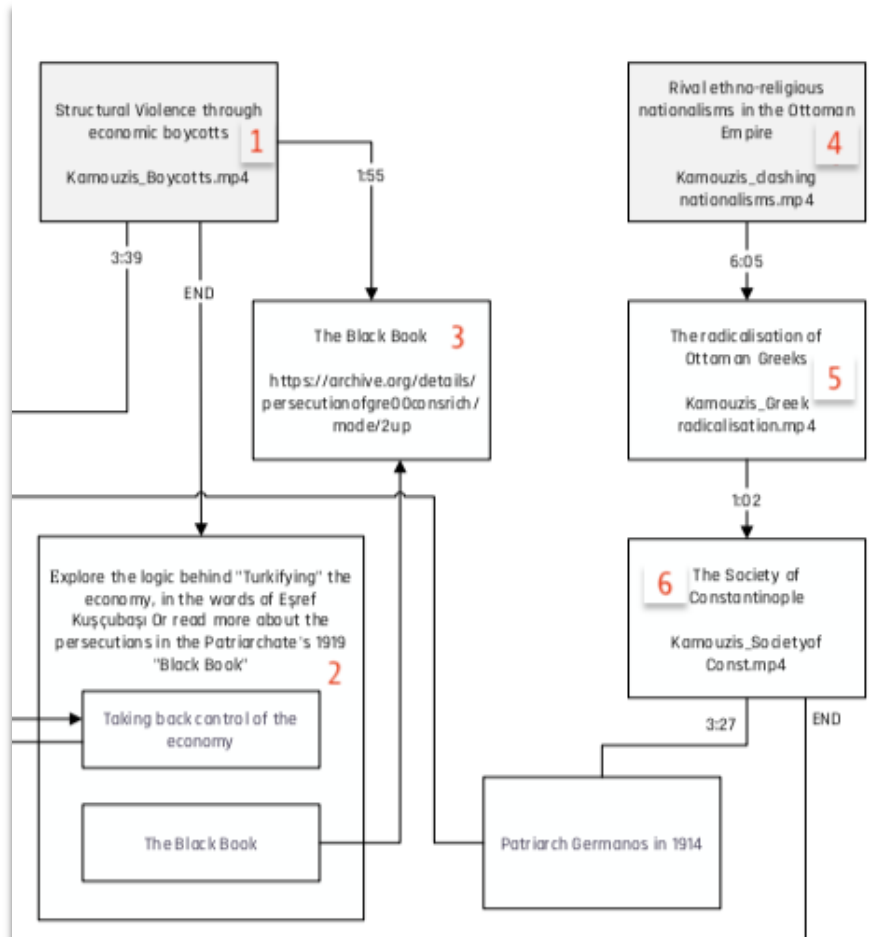 Structural Violence through
economic boycotts
1
Kamouzis_Boycotts.mp4
1:55
3:39
END
The Black Book
3
https://archive.org/details/
persecutionofgre00consrich/
mode/2up
Explore the logic behind "Turkifying" the
economy, in the words of Eşref
Kuşçubaşı Or read more about the
persecutions in the Patriarchate's 1919
"Black Book"
2
Taking back control of the
economy
The Black Book
Rival ethno-religious
nationalisms in the Ottoman
Empire
4
Kamouzis_clashing
nationalisms.mp4
6:05
The radicalisation of
Ottoman Greeks
5
Kamouzis_Greek
radicalisation.mp4
1:02
6
The Society of
Constantinople
Kamouzis_Societyof
Const.mp4
3:27
END
Patriarch Germanos in 1914